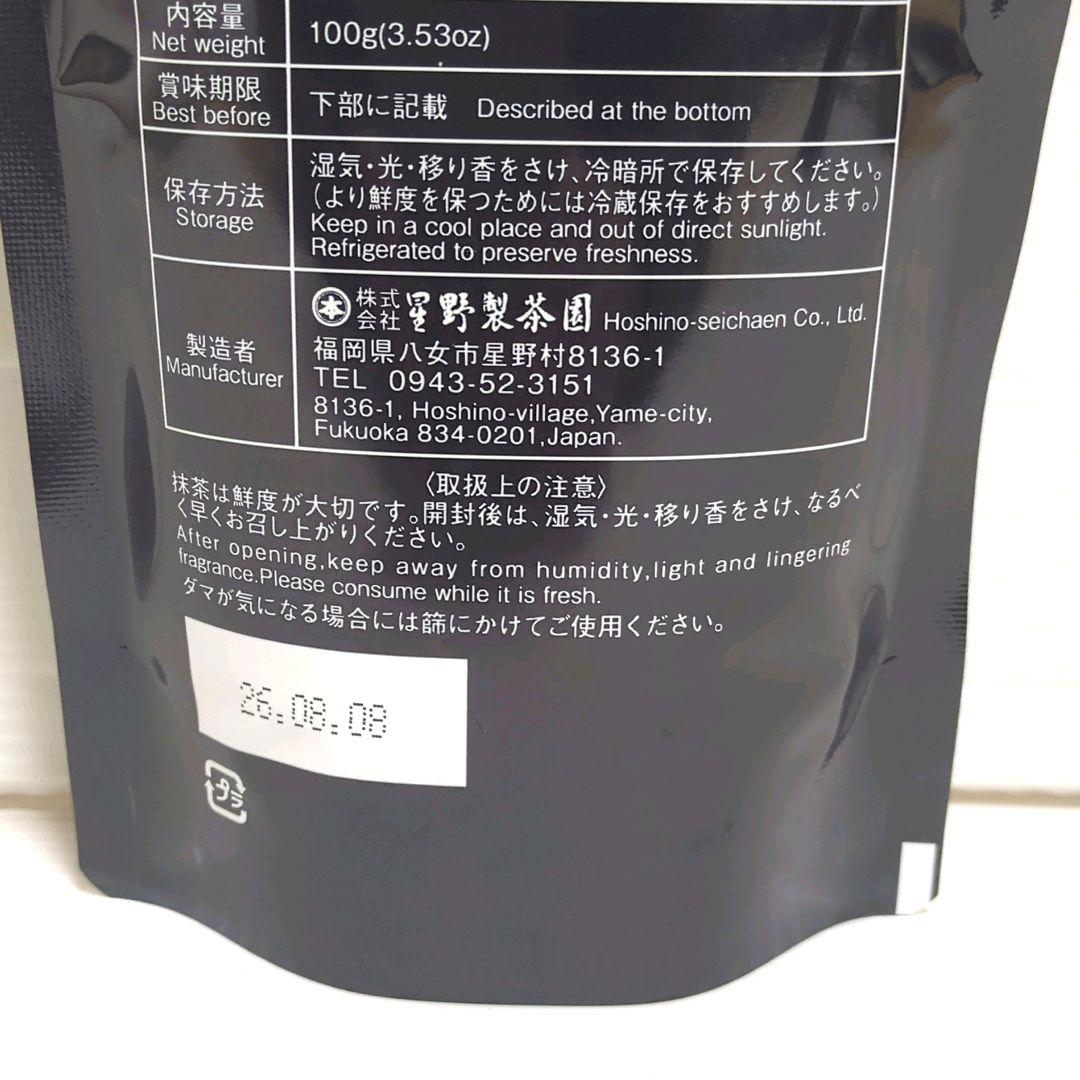 内容量
Net weight
100g(3.53oz)
賞味期限
Best before
下部に記載 Described at the bottom
保存方法
Storage
湿気・光・移り香をさけ、冷暗所で保存してください。
(より鮮度を保つためには冷蔵保存をおすすめします。)
Keep in a cool place and out of direct sunlight.
Refrigerated to preserve freshness.
製造者
Manufacturer
本 株式会社 星野製茶園 Hoshino-seichaen Co., Ltd.
福岡県八女市星野村8136-1
TEL 0943-52-3151
8136-1, Hoshino-village,Yame-city,
Fukuoka 834-0201,Japan.
〈取扱上の注意〉
抹茶は鮮度が大切です。開封後は、湿気・光・移り香をさけ、なるべ
く早くお召し上がりください。
After opening,keep away from humidity,light and lingering
fragrance.Please consume while it is fresh.
ダマが気になる場合には篩にかけてご使用ください。
26.08.08
プラ